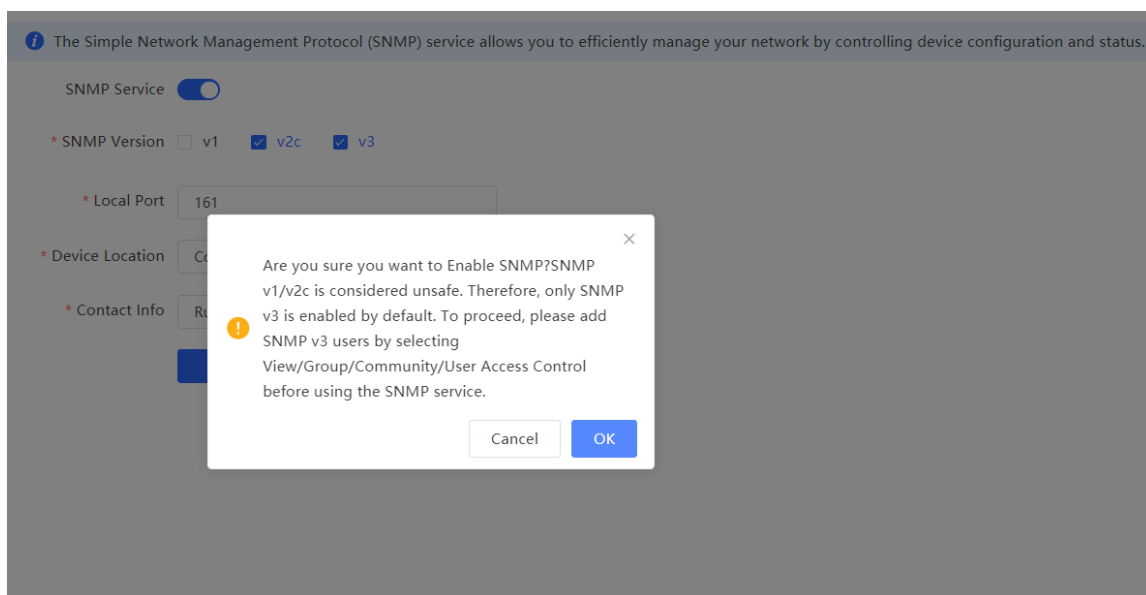 The Simple Network Management Protocol (SNMP) service allows you to efficiently manage your network by controlling device configuration and status.
SNMP Service
* SNMP Version v1 v2c v3
* Local Port 161
* Device Location
* Contact Info
Are you sure you want to Enable SNMP?SNMP
v1/v2c is considered unsafe. Therefore, only SNMP
v3 is enabled by default. To proceed, please add
SNMP v3 users by selecting
View/Group/Community/User Access Control
before using the SNMP service.
Cancel OK